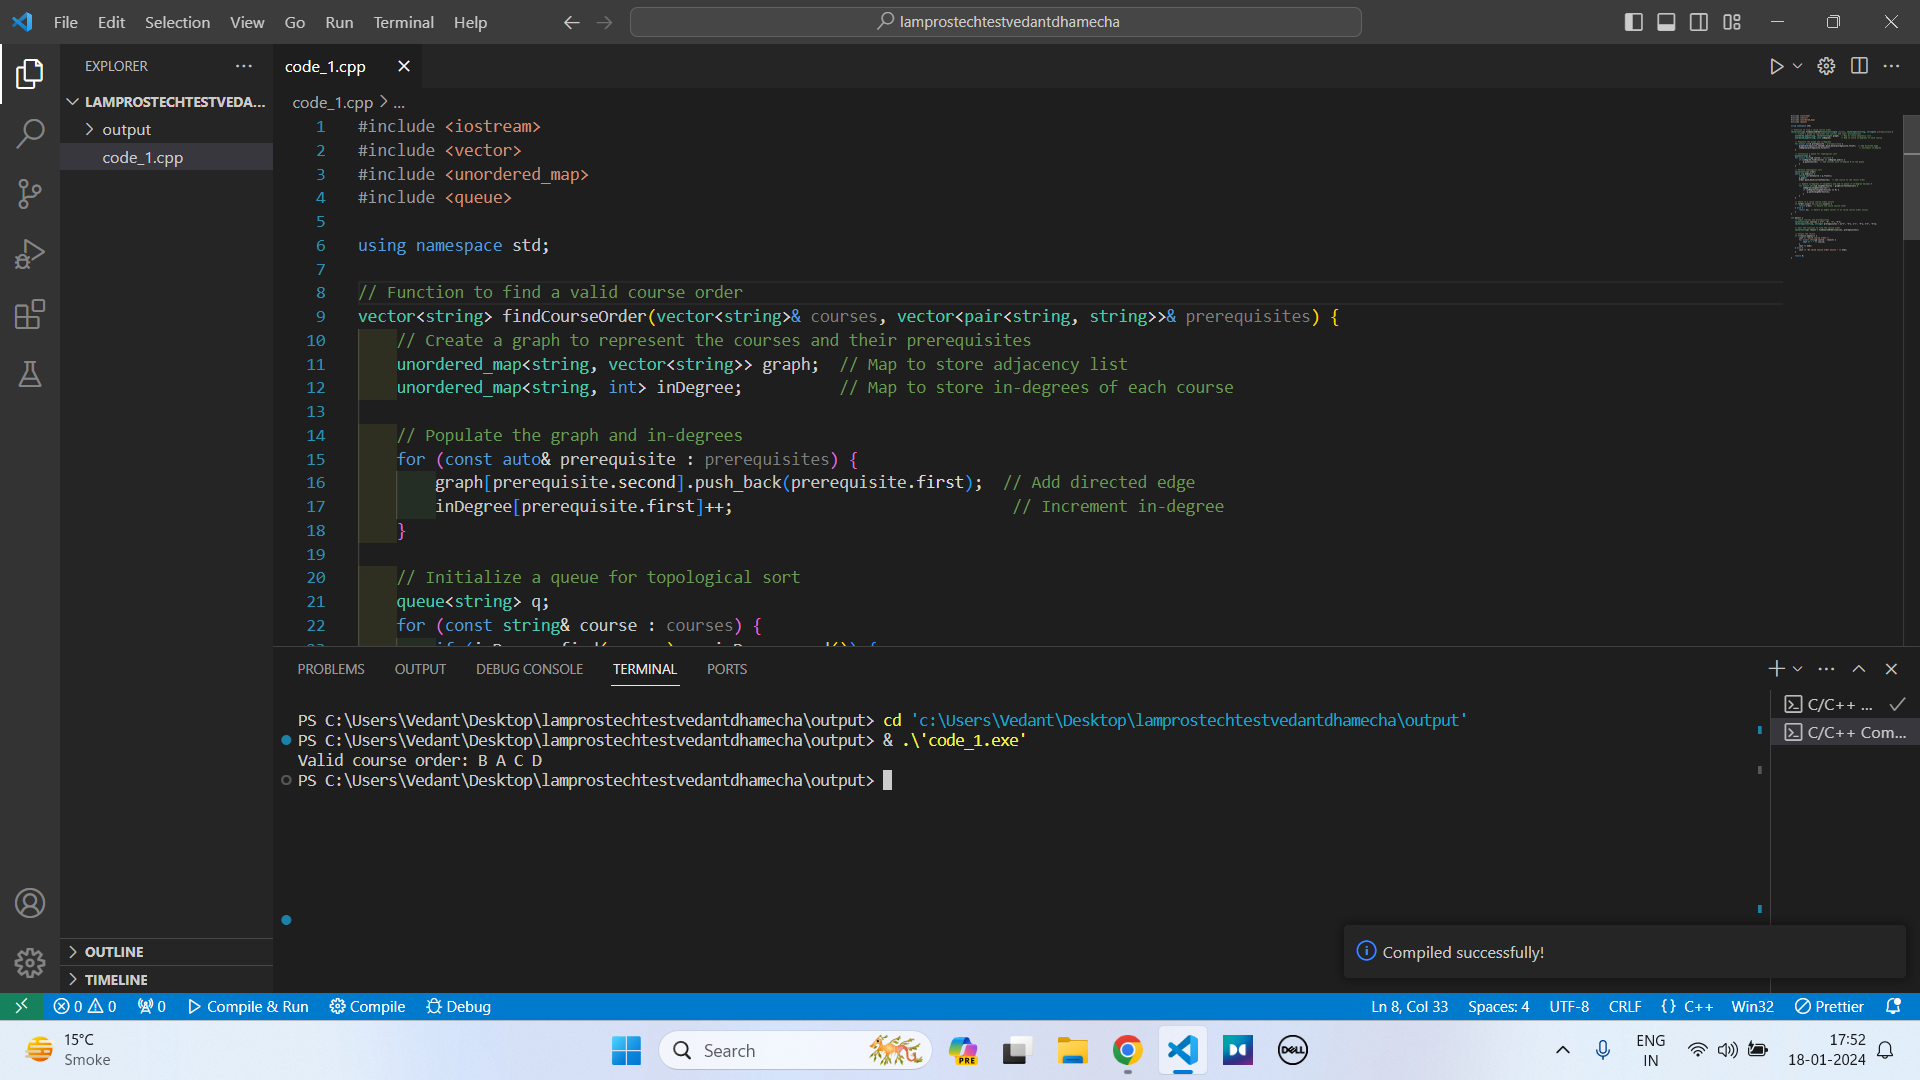 File Edit Selection View Go Run Terminal Help
lamprostechtestvedantdhamecha
EXPLORER
LAMPROSTECHTESTVEDA...
output
code_1.cpp
OUTLINE
TIMELINE
code_1.cpp
code_1.cpp > ...
1 #include <iostream>
2 #include <vector>
3 #include <unordered_map>
4 #include <queue>
5
6 using namespace std;
7
8 // Function to find a valid course order
9 vector<string> findCourseOrder(vector<string>& courses, vector<pair<string, string>>& prerequisites) {
10 // Create a graph to represent the courses and their prerequisites
11 unordered_map<string, vector<string>> graph; // Map to store adjacency list
12 unordered_map<string, int> inDegree; // Map to store in-degrees of each course
13
14 // Populate the graph and in-degrees
15 for (const auto& prerequisite : prerequisites) {
16 graph[prerequisite.second].push_back(prerequisite.first); // Add directed edge
17 inDegree[prerequisite.first]++; // Increment in-degree
18 }
19
20 // Initialize a queue for topological sort
21 queue<string> q;
22 for (const string& course : courses) {
PROBLEMS OUTPUT DEBUG CONSOLE TERMINAL PORTS
PS C:\Users\Vedant\Desktop\lamprostechtestvedantdhamecha\output> cd 'c:\Users\Vedant\Desktop\lamprostechtestvedantdhamecha\output'
PS C:\Users\Vedant\Desktop\lamprostechtestvedantdhamecha\output> & .\'code_1.exe'
Valid course order: B A C D
PS C:\Users\Vedant\Desktop\lamprostechtestvedantdhamecha\output>
C/C++ ...
C/C++ Com...
Compiled successfully!
0 0 0 Compile & Run Compile Debug Ln 8, Col 33 Spaces: 4 UTF-8 CRLF {} C++ Win32 Prettier
15°C
Smoke
Search
PRE
DELL
ENG
IN
17:52
18-01-2024